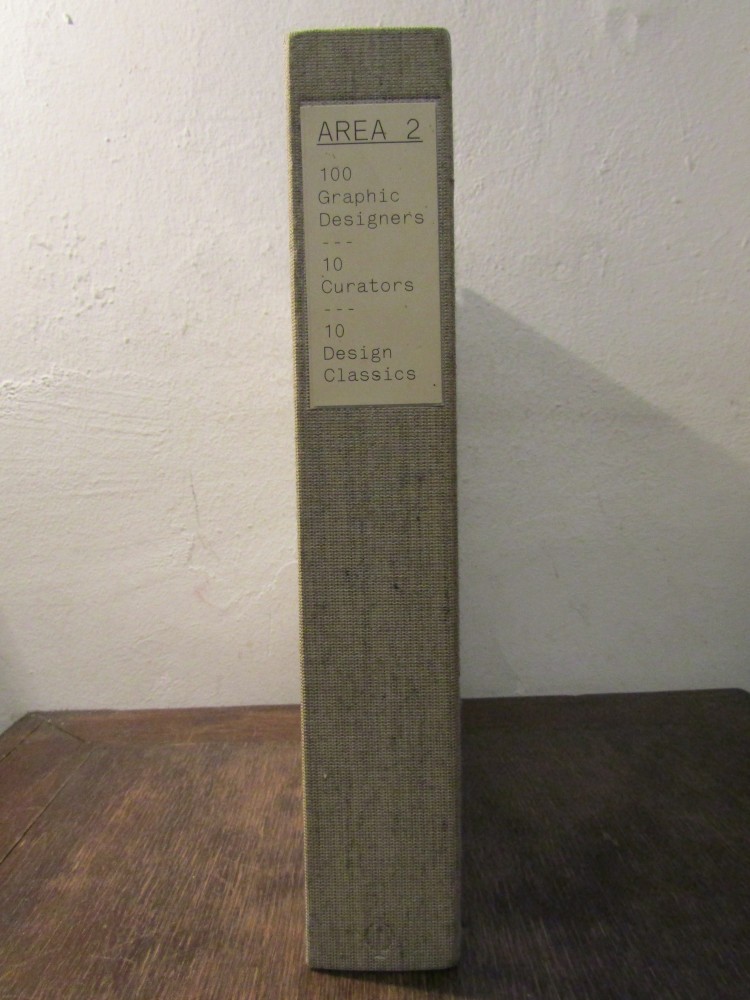 AREA 2
100
Graphic
Designers
---
10
Curators
---
10
Design
Classics